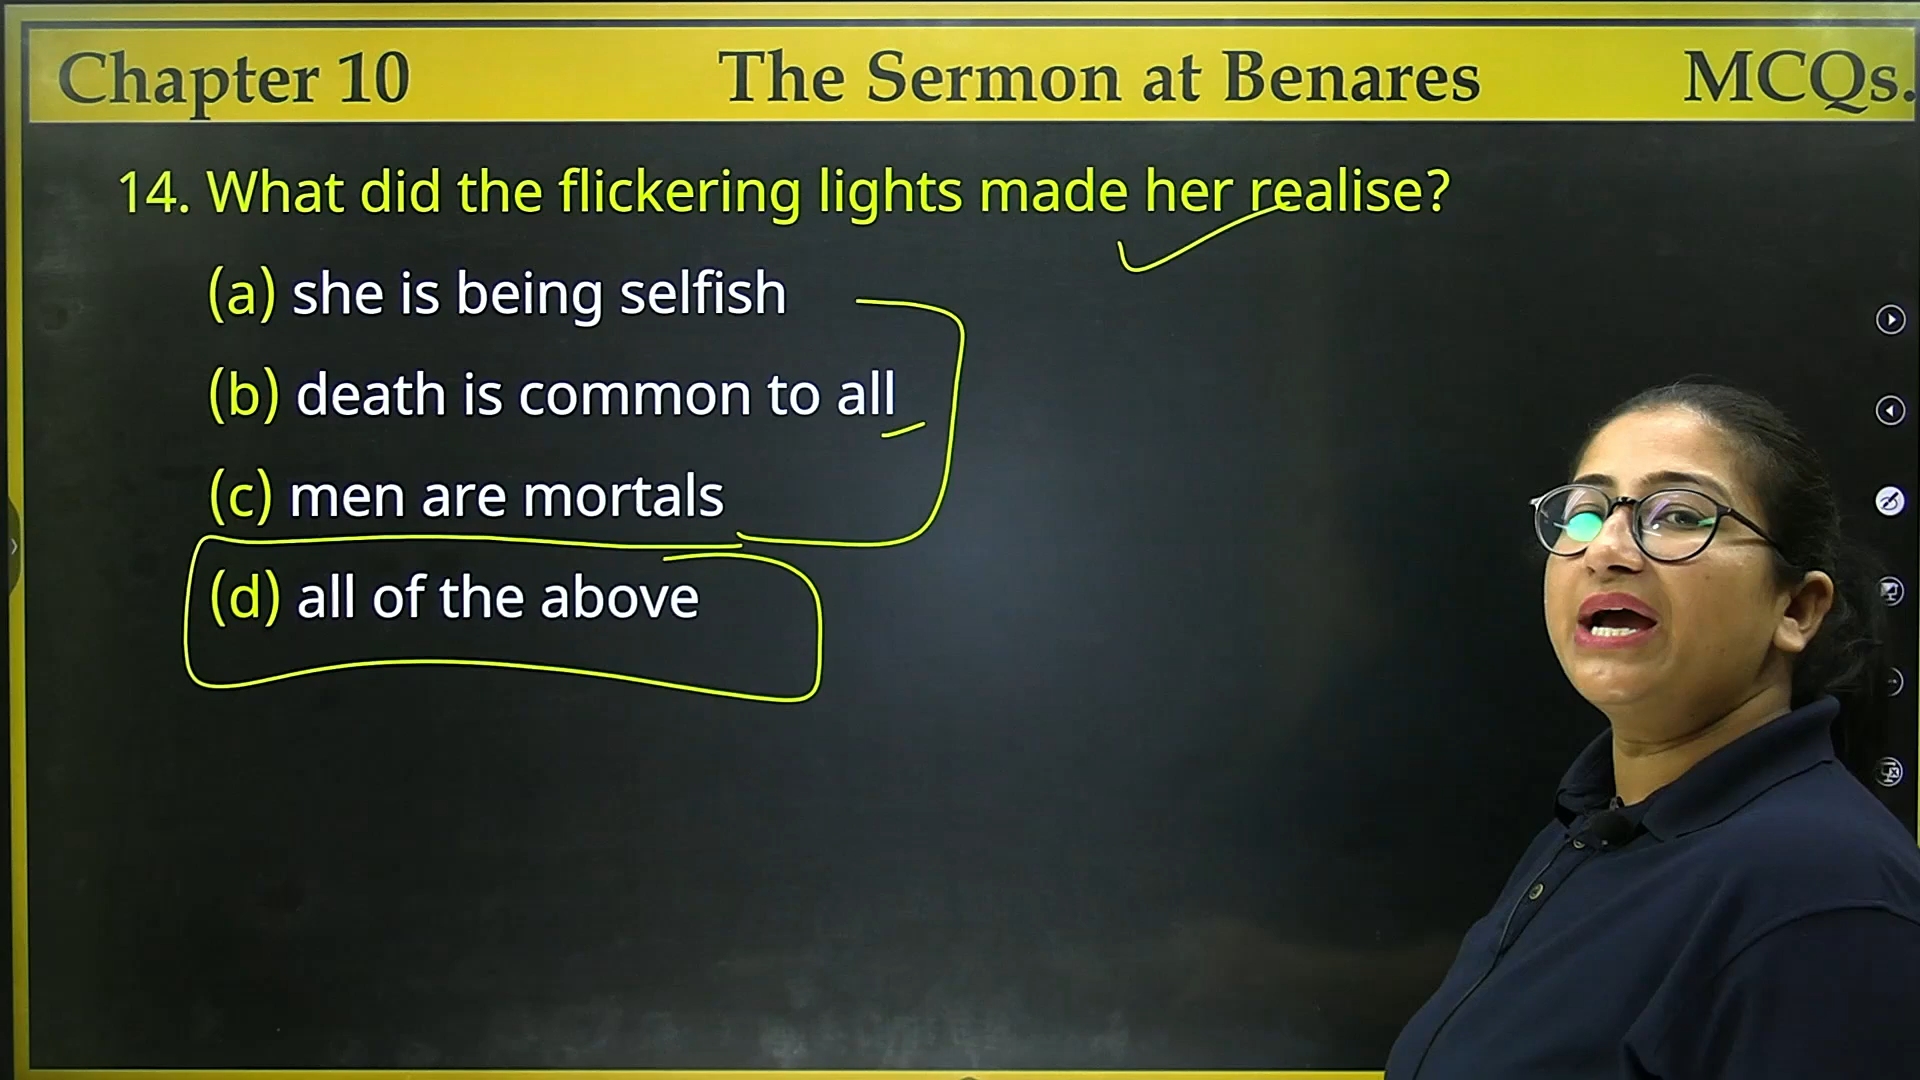 Chapter 10 The Sermon at Benares MCQs.
14. What did the flickering lights made her realise?
(a) she is being selfish
(b) death is common to all
(c) men are mortals
(d) all of the above